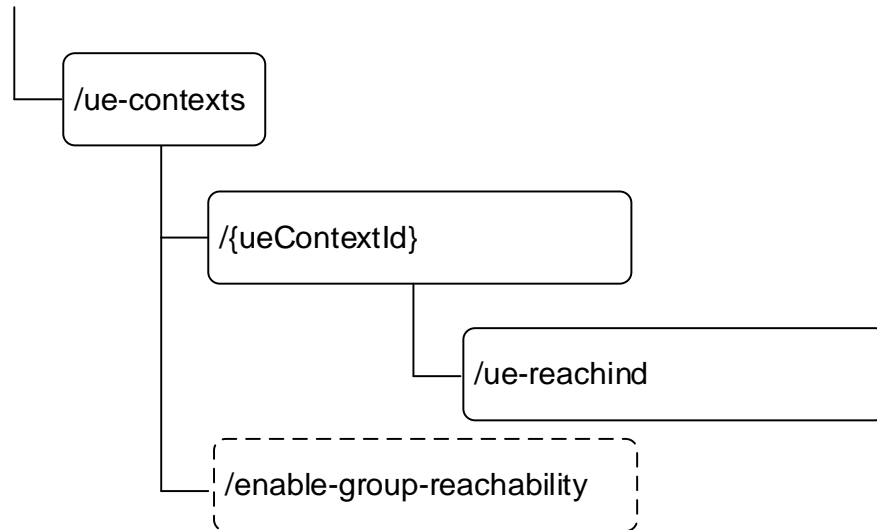 /ue-contexts
/{ueContextId}
/ue-reachind
/enable-group-reachability